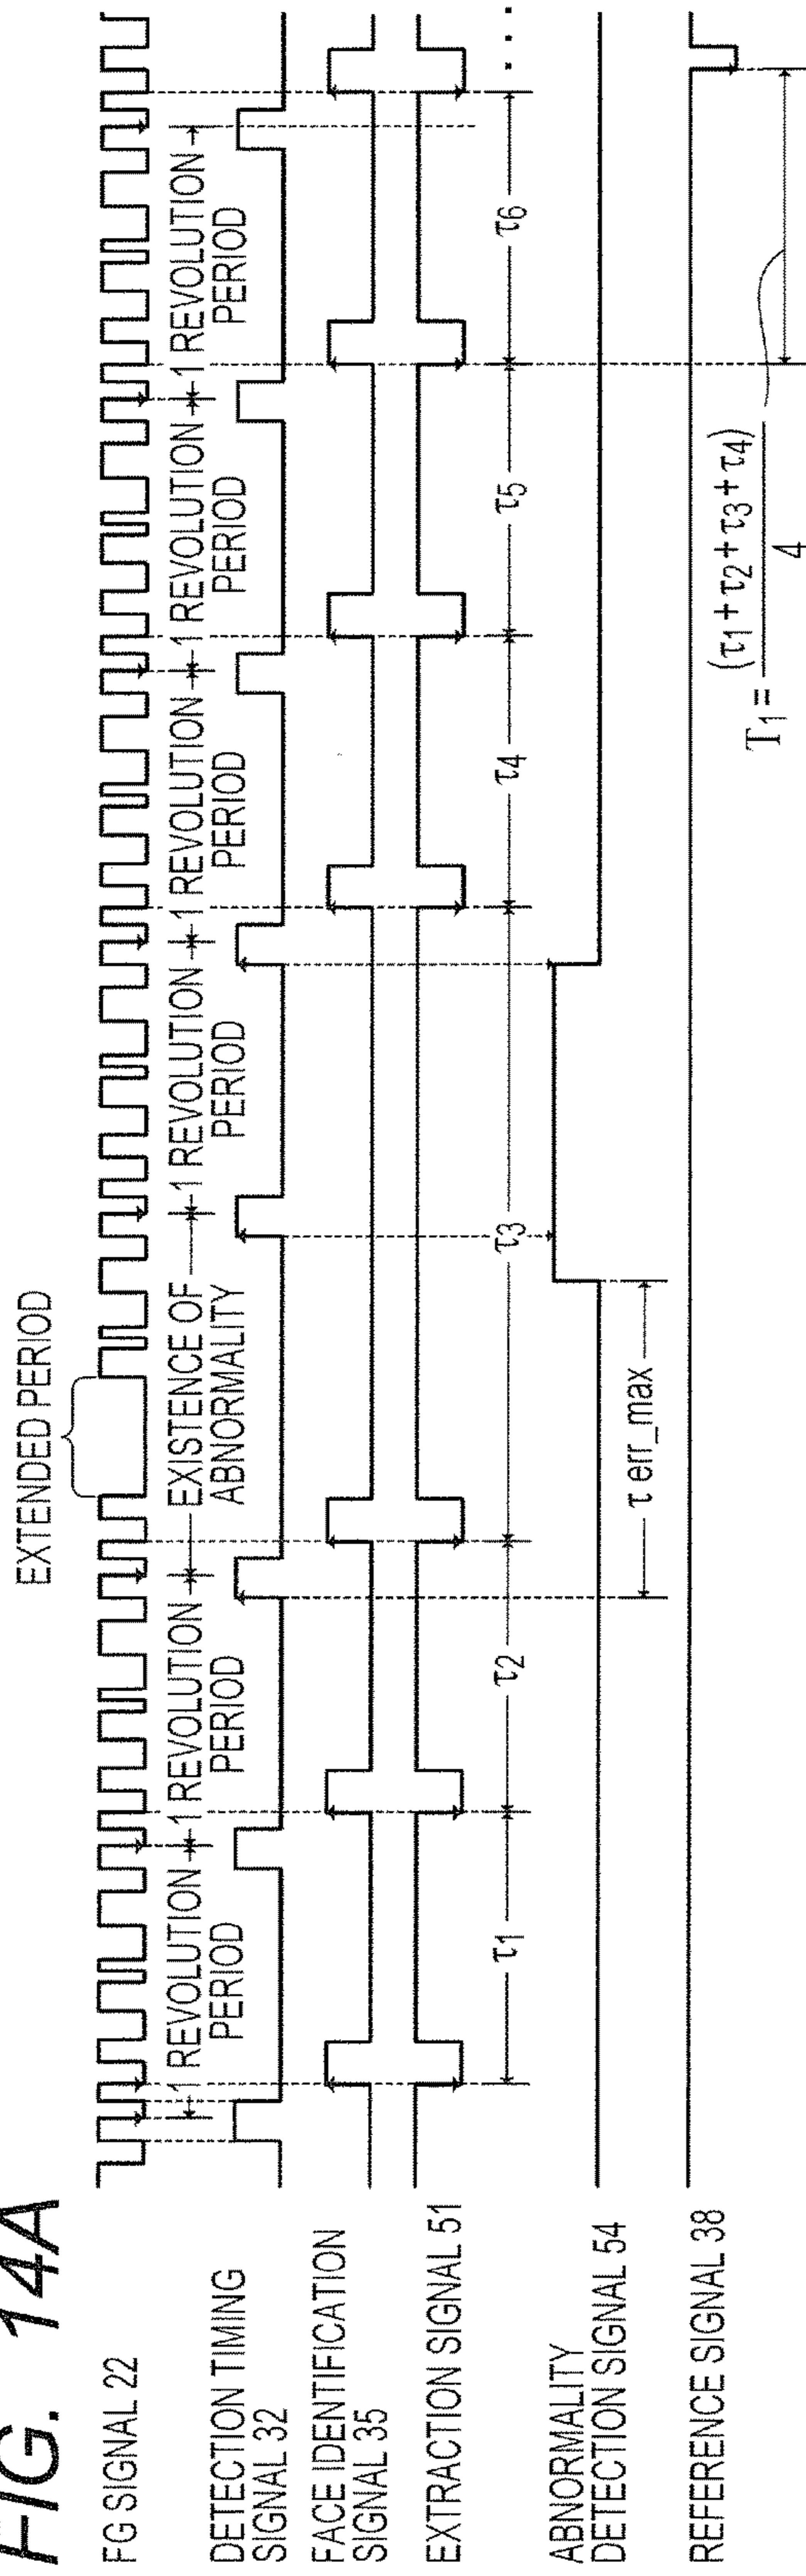 FIG. 14A
EXTENDED PERIOD
FG SIGNAL 22
1 REVOLUTION PERIOD
1 REVOLUTION PERIOD
EXISTENCE OF ABNORMALITY
1 REVOLUTION PERIOD
1 REVOLUTION PERIOD
1 REVOLUTION PERIOD
1 REVOLUTION PERIOD
DETECTION TIMING
SIGNAL 32
FACE IDENTIFICATION
SIGNAL 35
EXTRACTION SIGNAL 51
τ1 τ2 τ3 τ4 τ5 τ6 ...
ABNORMALITY
DETECTION SIGNAL 54
τ err_max
REFERENCE SIGNAL 38
T1 = (τ1 + τ2 + τ3 + τ4)
4